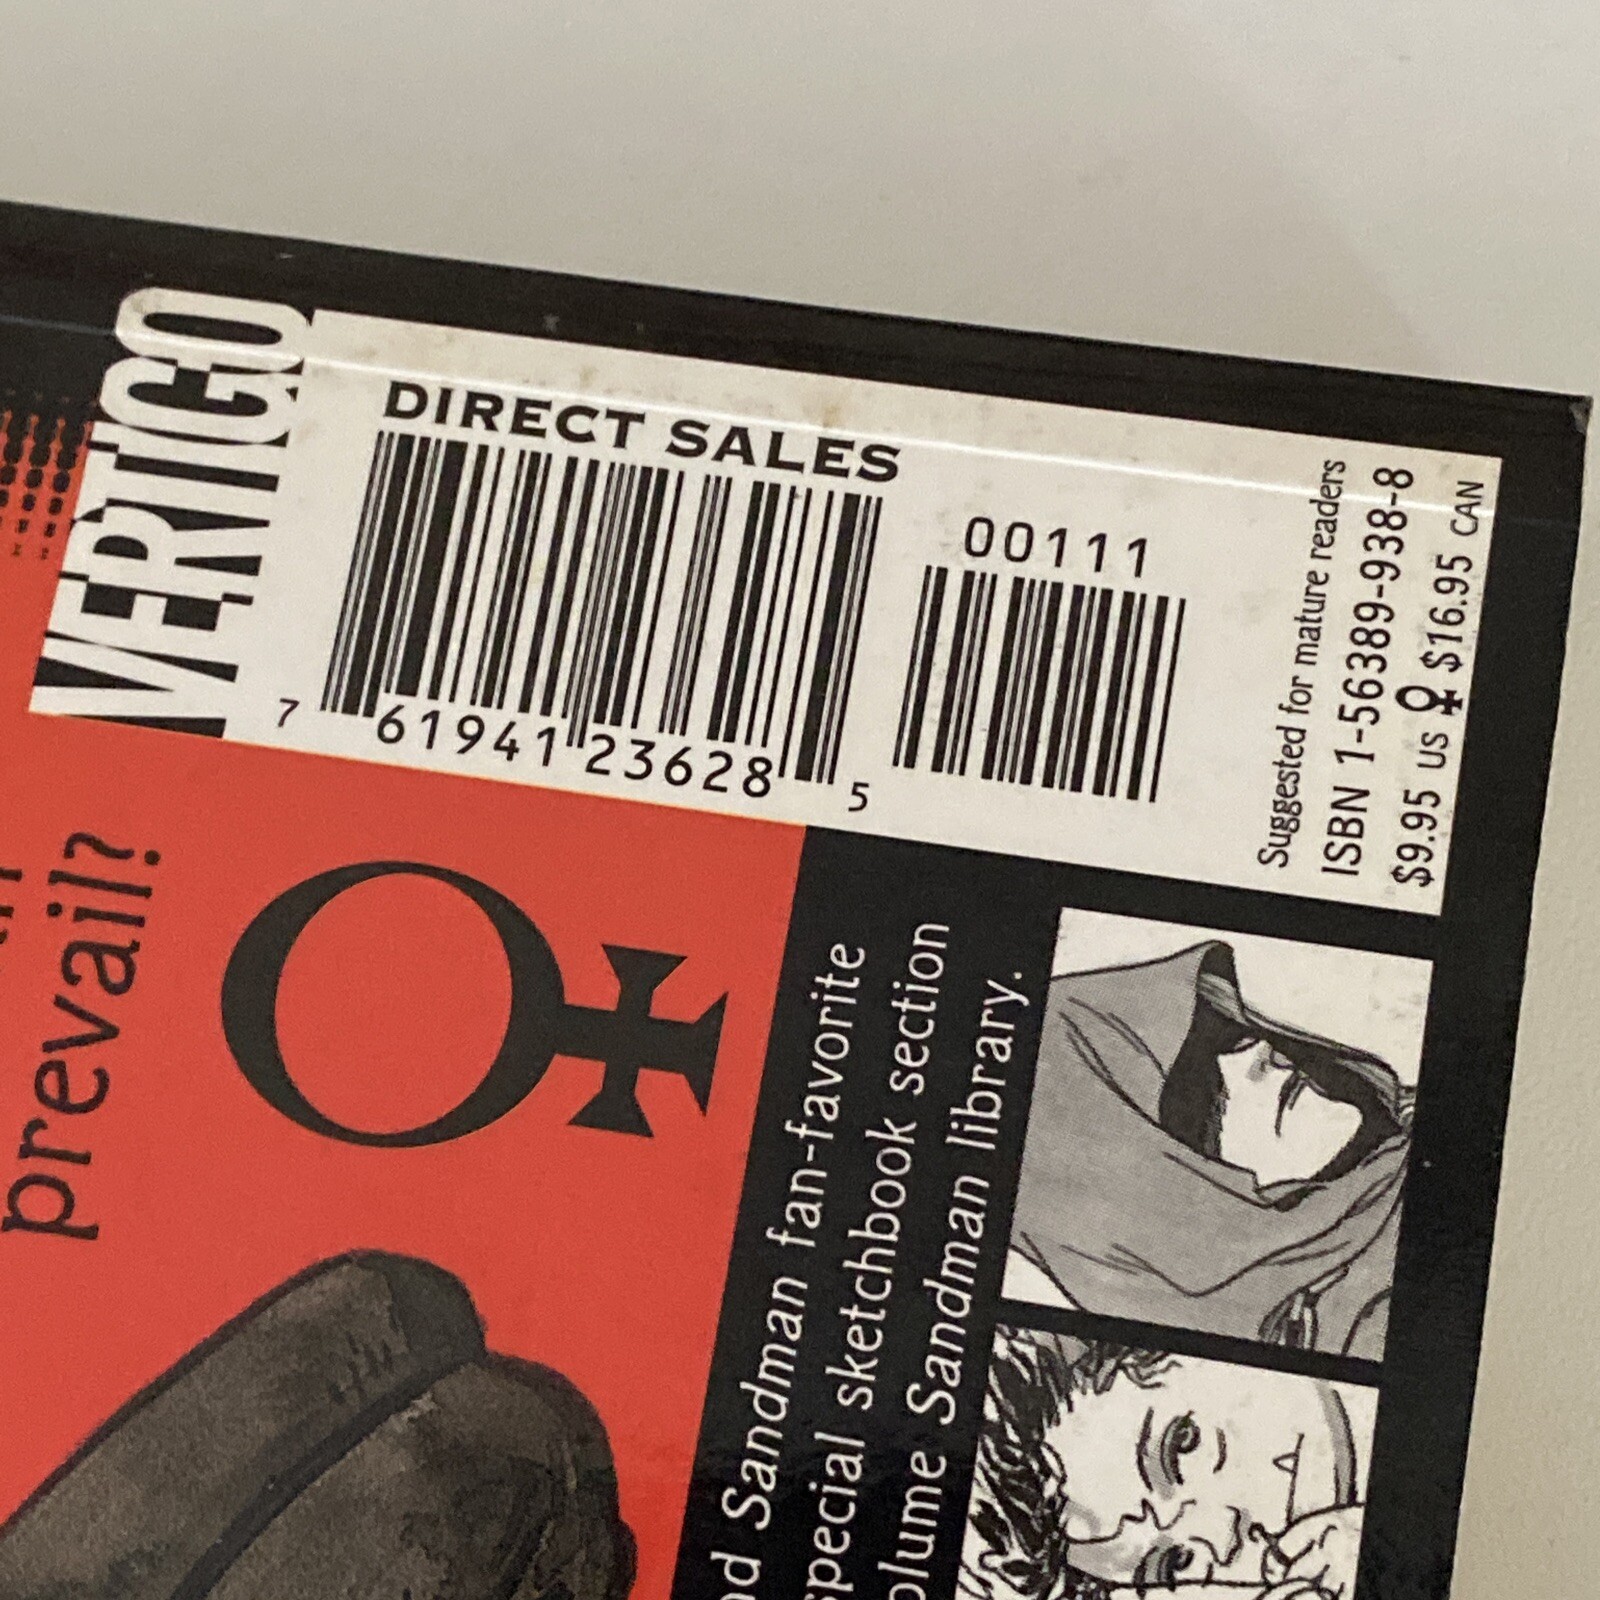 VERTIGO
DIRECT SALES
00111
7 61941 23628 5
Suggested for mature readers
ISBN 1-56389-938-8
$9.95 US $16.95 CAN
prevail?
Sandman fan-favorite
special sketchbook section
Sandman library.